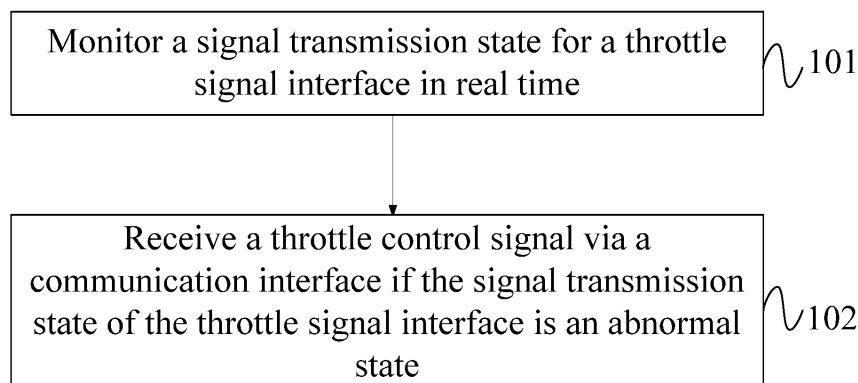 Monitor a signal transmission state for a throttle
signal interface in real time
101
Receive a throttle control signal via a
communication interface if the signal transmission
state of the throttle signal interface is an abnormal
state
102